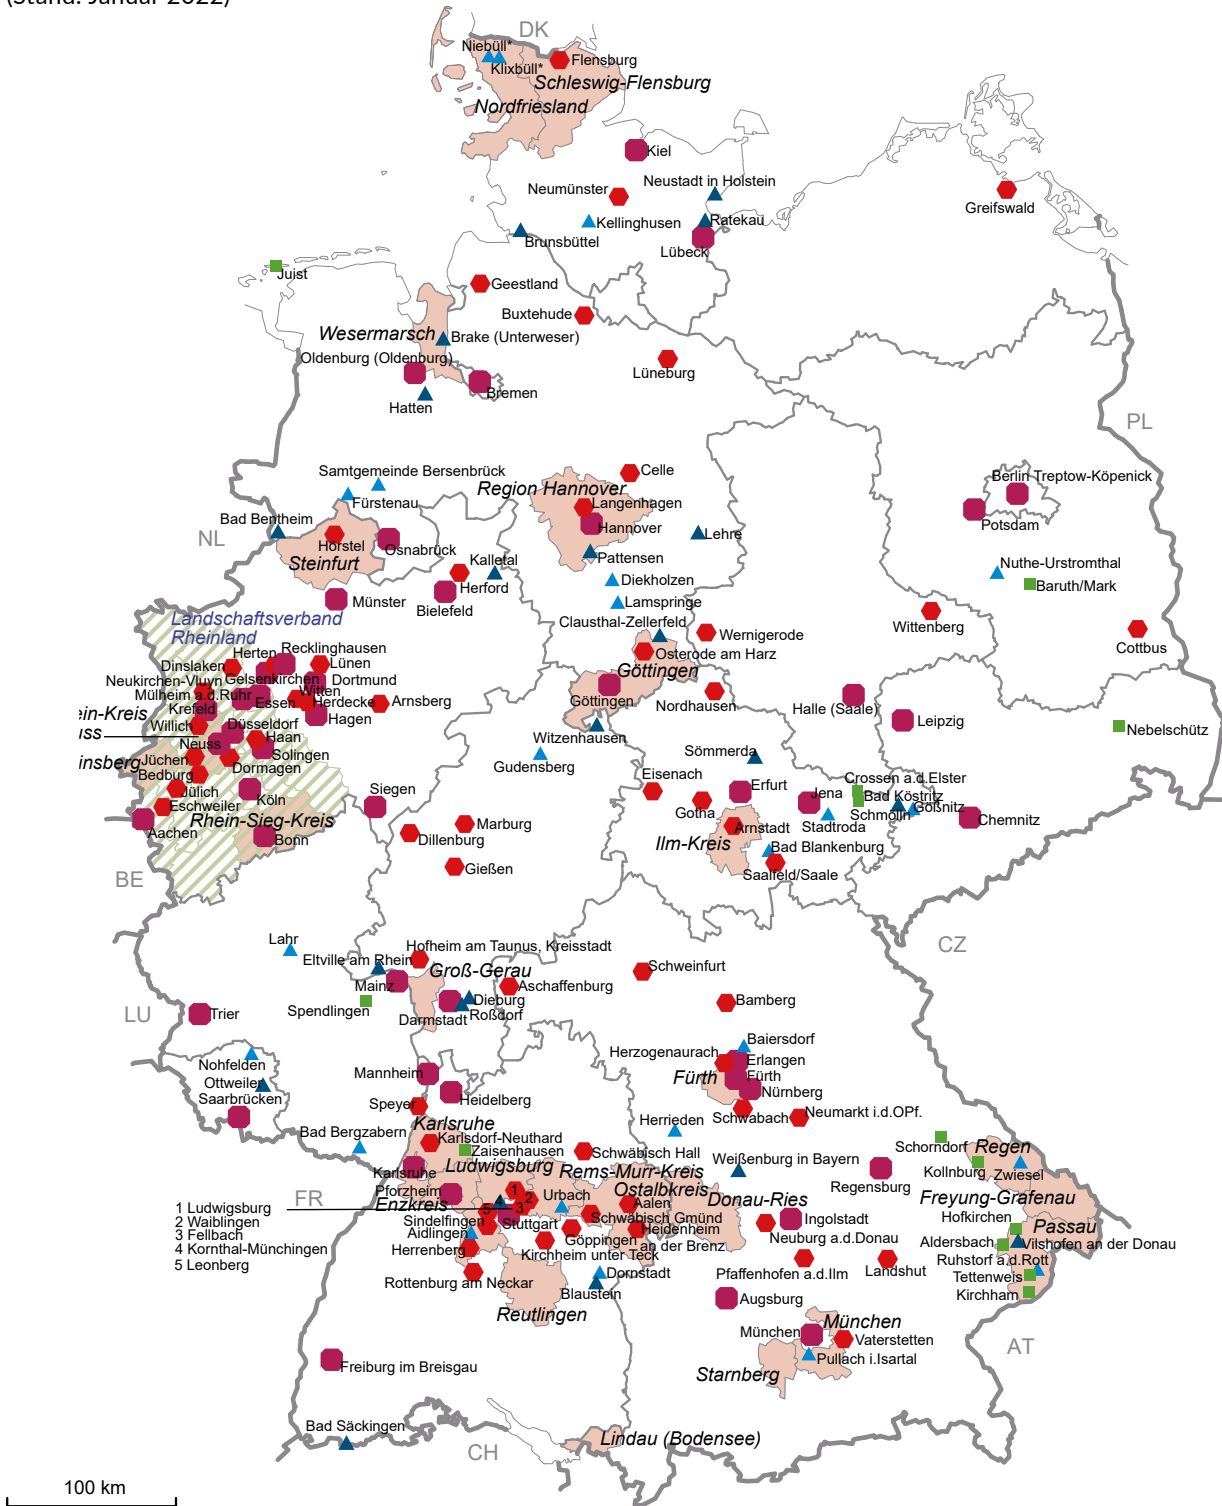 (Stand: Januar 2022)
DK
Niebüll*
Klixbüll*
Flensburg
Schleswig-Flensburg
Nordfriesland
Kiel
Neumünster
Neustadt in Holstein
Greifswald
Kellinghusen
Ratekau
Brunsbüttel
Lübeck
Juist
Geestland
Buxtehude
Wesermarsch
Brake (Unterweser)
Oldenburg (Oldenburg)
Lüneburg
Bremen
Hatten
PL
Samtgemeinde Bersenbrück
Celle
Berlin Treptow-Köpenick
Region Hannover
Fürstenau
Langenhagen
Bad Bentheim
Potsdam
Hannover
Lehre
NL
Hörstel
Osnabrück
Steinfurt
Kalletal
Pattensen
Nuthe-Urstromthal
Diekholzen
Baruth/Mark
Herford
Münster
Bielefeld
Lamspringe
Landschaftsverband
Rheinland
Clausthal-Zellerfeld
Wittenberg
Wernigerode
Cottbus
Herten
Recklinghausen
Osterode am Harz
Dinslaken
Lünen
Göttingen
Neukirchen-Vluyn
Gelsenkirchen
Dortmund
Mülheim a.d.Ruhr
Essen
Witten
Herdecke
Arnsberg
Göttingen
Nordhausen
Halle (Saale)
Krefeld
ein-Kreis
Hagen
Leipzig
Willich
Düsseldorf
uss
Haan
Witzenhausen
Nebelschütz
Neuss
Solingen
Sömmerda
insberg
Jüchen
Dormagen
Gudensberg
Bedburg
Eisenach
Crossen a.d.Elster
Jülich
Köln
Siegen
Erfurt
Jena
Bad Köstritz
Eschweiler
Gotha
Schmölln
Gößnitz
Rhein-Sieg-Kreis
Marburg
Arnstadt
Stadtroda
Chemnitz
Aachen
Bonn
Dillenburg
Ilm-Kreis
Bad Blankenburg
Gießen
Saalfeld/Saale
BE
Lahr
Hofheim am Taunus, Kreisstadt
CZ
Eltville am Rhein
Groß-Gerau
Schweinfurt
Mainz
Aschaffenburg
Dieburg
Bamberg
LU
Trier
Spendlingen
Darmstadt
Roßdorf
Baiersdorf
Herzogenaurach
Erlangen
Nohfelden
Mannheim
Fürth
Fürth
Ottweiler
Nürnberg
Saarbrücken
Heidelberg
Speyer
Schwabach
Neumarkt i.d.OPf.
Karlsruhe
Herrieden
Bad Bergzabern
Karlsdorf-Neuthard
Schorndorf
Regen
Zaisenhausen
Schwäbisch Hall
Weißenburg in Bayern
Karlsruhe
Ludwigsburg
Rems-Murr-Kreis
Kollnburg
Zwiesel
Pforzheim
Ostalbkreis
Regensburg
FR
Enzkreis
Urbach
Aalen
Donau-Ries
Freyung-Grafenau
1
4
2
3
5
1 Ludwigsburg
2 Waiblingen
3 Fellbach
4 Kornthal-Münchingen
5 Leonberg
Hofkirchen
Sindelfingen
Stuttgart
Schwäbisch Gmünd
Ingolstadt
Passau
Aidlingen
Göppingen
Heidenheim
an der Brenz
Neuburg a.d.Donau
Aldersbach
Vilshofen an der Donau
Herrenberg
Kirchheim unter Teck
Ruhstorf a.d.Rott
Rottenburg am Neckar
Dornstadt
Pfaffenhofen a.d.Ilm
Landshut
Tettenweis
Blaustein
Kirchham
Reutlingen
Augsburg
München
München
Vaterstetten
AT
Freiburg im Breisgau
Pullach i.Isartal
Starnberg
Bad Säckingen
Lindau (Bodensee)
CH
100 km